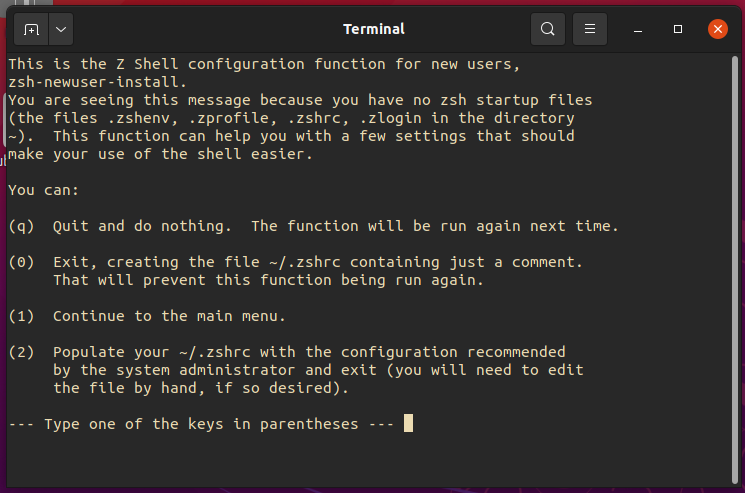 Terminal
This is the Z Shell configuration function for new users,
zsh-newuser-install.
You are seeing this message because you have no zsh startup files
(the files .zshenv, .zprofile, .zshrc, .zlogin in the directory
~).  This function can help you with a few settings that should
make your use of the shell easier.
You can:
(q)  Quit and do nothing.  The function will be run again next time.
(0)  Exit, creating the file ~/.zshrc containing just a comment.
That will prevent this function being run again.
(1)  Continue to the main menu.
(2)  Populate your ~/.zshrc with the configuration recommended
by the system administrator and exit (you will need to edit
the file by hand, if so desired).
--- Type one of the keys in parentheses ---